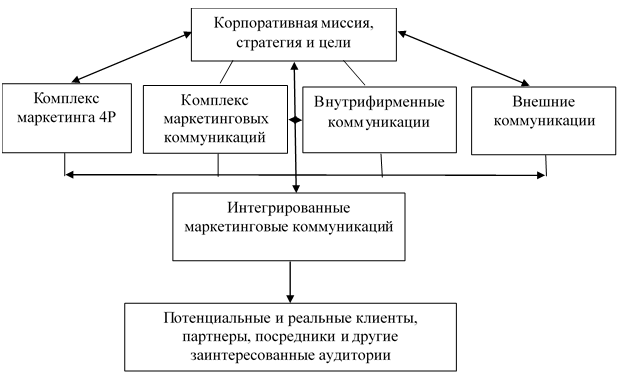 Корпоративная миссия,
стратегия и цели
Комплекс
маркетинга 4Р
Комплекс
маркетинговых
коммуникаций
Внутрифирменные
коммуникации
Внешние
коммуникации
Интегрированные
маркетинговые коммуникаций
Потенциальные и реальные клиенты,
партнеры, посредники и другие
заинтересованные аудитории